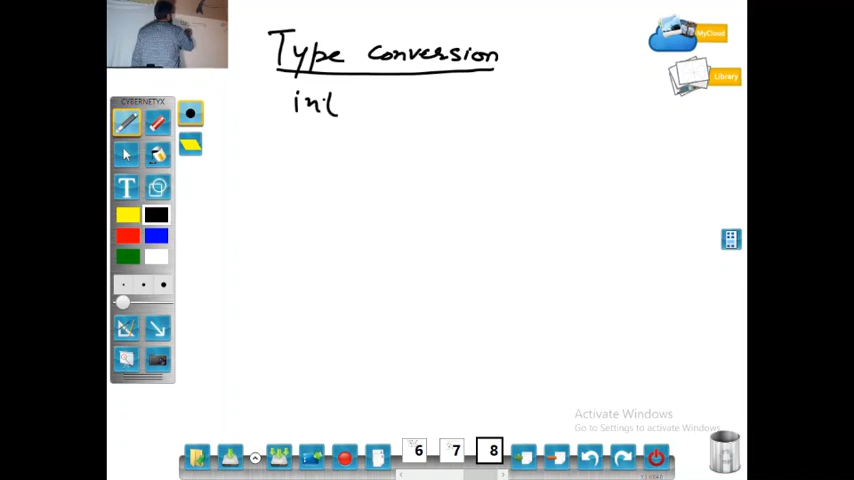 MyCloud
Type conversion
Library
int
CYBERNETYX
T
Activate Windows
Go to Settings to activate Windows.
6 7 8